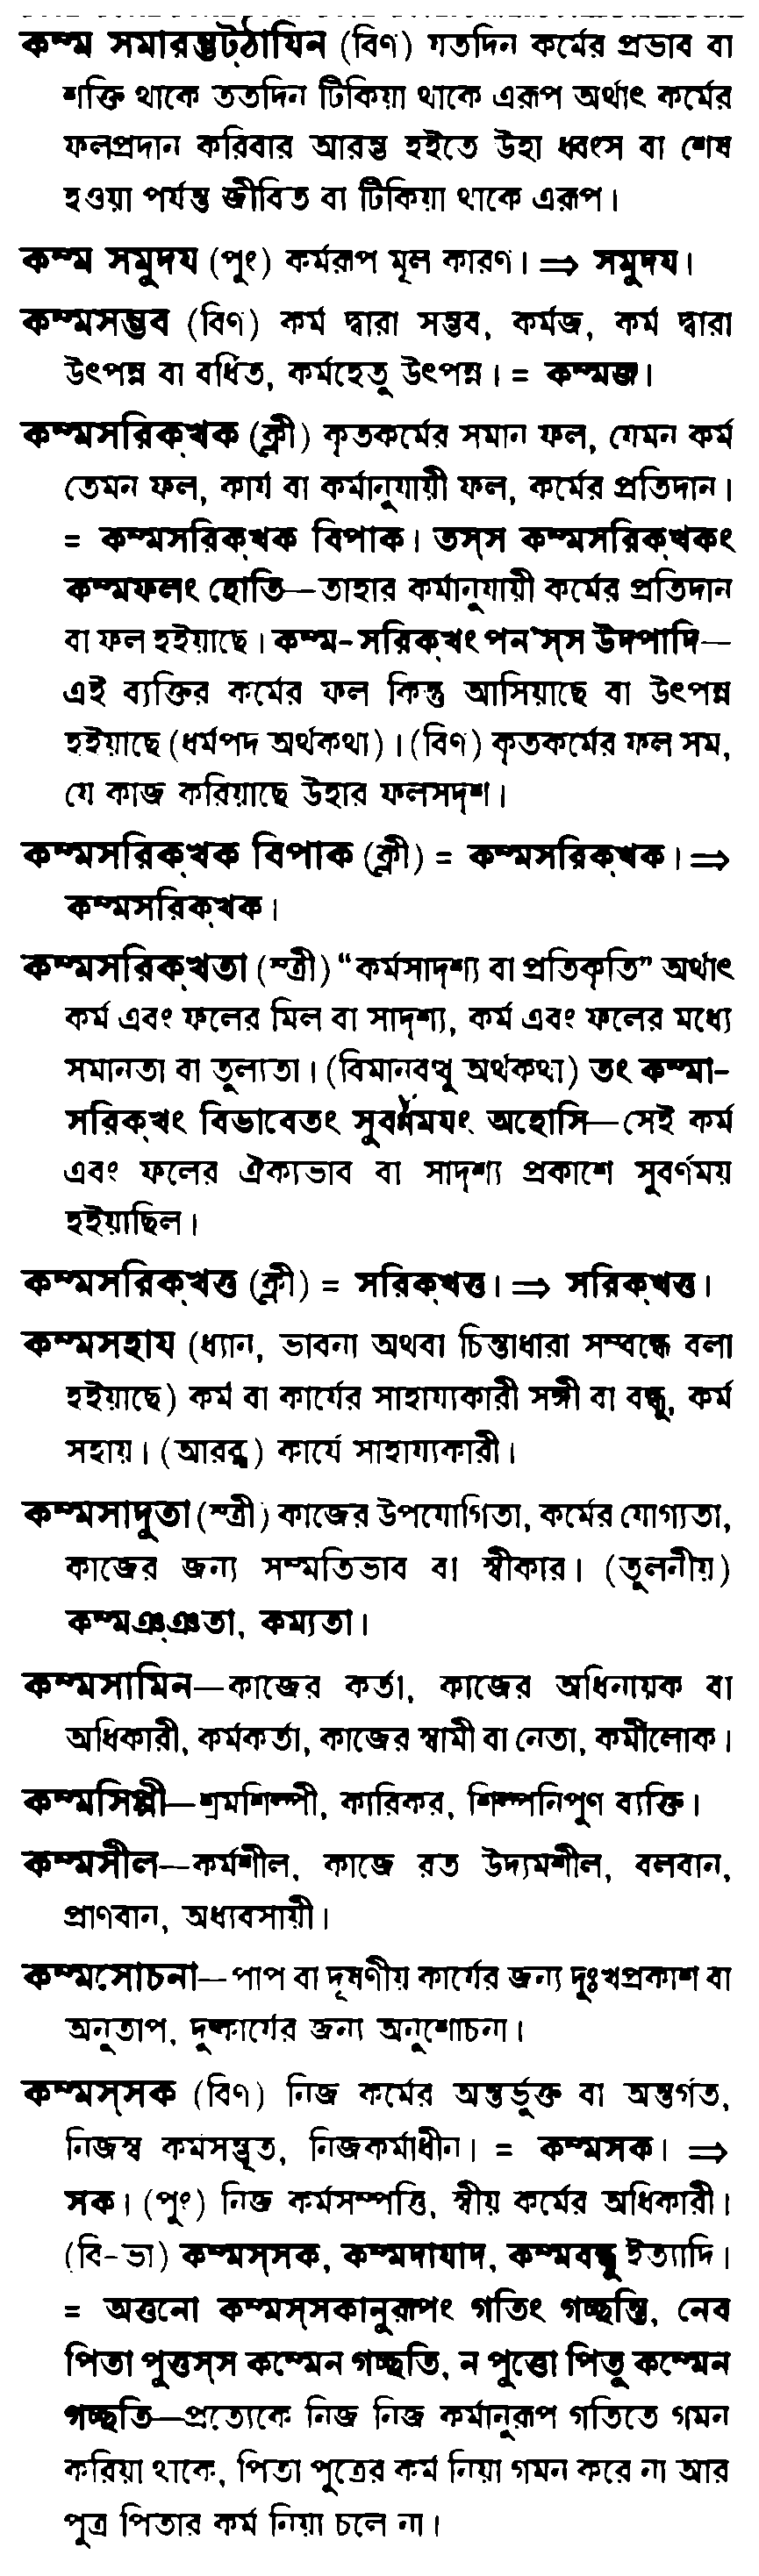 কম্ম সমারম্ভট্‌ঠাযিন (বিণ) যতদিন কর্মের প্রভাব বা
শক্তি থাকে ততদিন টিকিয়া থাকে এরূপ অর্থাৎ কর্মের
ফলপ্রদান করিবার আরম্ভ হইতে উহা ধ্বংস বা শেষ
হওয়া পর্যন্ত জীবিত বা টিকিয়া থাকে এরূপ।
কম্ম সমুদয (পুং) কর্মরূপ মূল কারণ। ⇒ সমুদয।
কম্মসম্ভব (বিণ) কর্ম দ্বারা সম্ভব, কর্মজ, কর্ম দ্বারা
উৎপন্ন বা বর্ধিত, কর্মহেতু উৎপন্ন। = কম্মজ।
কম্মসরিক্‌খক (ক্লী) কৃতকর্মের সমান ফল, যেমন কর্ম
তেমন ফল, কার্য বা কর্মানুযায়ী ফল, কর্মের প্রতিদান।
= কম্মসরিক্‌খক বিপাক। তস্‌স কম্মসরিক্‌খকং
কম্মফলং হোতি—তাহার কর্মানুযায়ী কর্মের প্রতিদান
বা ফল হইয়াছে। কম্ম-সরিক্‌খং পন'স্‌স উদপাদি—
এই ব্যক্তির কর্মের ফল কিন্তু আসিয়াছে বা উৎপন্ন
হইয়াছে (ধর্মপদ অর্থকথা)। (বিণ) কৃতকর্মের ফল সম,
যে কাজ করিয়াছে উহার ফলসদৃশ।
কম্মসরিক্‌খক বিপাক (ক্লী) = কম্মসরিক্‌খক। ⇒
কম্মসরিক্‌খক।
কম্মসরিক্‌খতা (স্ত্রী) “কর্মসাদৃশ্য বা প্রতিকৃতি” অর্থাৎ
কর্ম এবং ফলের মিল বা সাদৃশ্য, কর্ম এবং ফলের মধ্যে
সমানতা বা তুল্যতা। (বিমানবত্থু অর্থকথা) তং কম্মা-
সরিক্‌খং বিভাবেতং অহোসি—সেই কর্ম
এবং ফলের ঐক্যভাব বা সাদৃশ্য প্রকাশে সুবর্ণময়
হইয়াছিল।
কম্মসরিক্‌খত্ত (ক্লী) = সরিক্‌খত্ত। ⇒ সরিক্‌খত্ত।
কম্মসহায (ধ্যান, ভাবনা অথবা চিন্তাধারা সম্বন্ধে বলা
হইয়াছে) কর্ম বা কার্যের সাহায্যকারী সঙ্গী বা বন্ধু, কর্ম
সহায়। (আরব্ধ) কার্যে সাহায্যকারী।
কম্মসাদুতা (স্ত্রী) কাজের উপযোগিতা, কর্মের যোগ্যতা,
কাজের জন্য সম্মতিভাব বা স্বীকার। (তুলনীয়)
কম্মঞ্‌ঞতা, কম্যতা।
কম্মসামিন—কাজের কর্তা, কাজের অধিনায়ক বা
অধিকারী, কর্মকর্তা, কাজের স্বামী বা নেতা, কর্মীলোক।
কম্মসিপ্পী—শ্রমশিল্পী, কারিকর, শিল্পনিপুণ ব্যক্তি।
কম্মসীল—কর্মশীল, কাজে রত উদ্যমশীল, বলবান,
প্রাণবান, অধ্যবসায়ী।
কম্মসোচনা—পাপ বা দূষণীয় কার্যের জন্য দুঃখপ্রকাশ বা
অনুতাপ, দুষ্কার্যের জন্য অনুশোচনা।
কম্মস্‌সক (বিণ) নিজ কর্মের অন্তর্ভুক্ত বা অন্তর্গত,
নিজস্ব কর্মসম্ভূত, নিজকর্মাধীন। = কম্মসক। ⇒
সক। (পুং) নিজ কর্মসম্পত্তি, স্বীয় কর্মের অধিকারী।
(বি-ভা) কম্মস্‌সক, কম্মদাযাদ, কম্মবন্ধু ইত্যাদি।
= অত্তনো কম্মস্‌সকানুরূপং গতিং গচ্ছন্তি, নেব
পিতা পুত্তস্‌স কম্মেন গচ্ছতি, ন পুত্তো পিতু কম্মেন
গচ্ছতি—প্রত্যেকে নিজ নিজ কর্মানুরূপ গতিতে গমন
করিয়া থাকে, পিতা পুত্রের কর্ম নিয়া গমন করে না আর
পুত্র পিতার কর্ম নিয়া চলে না।